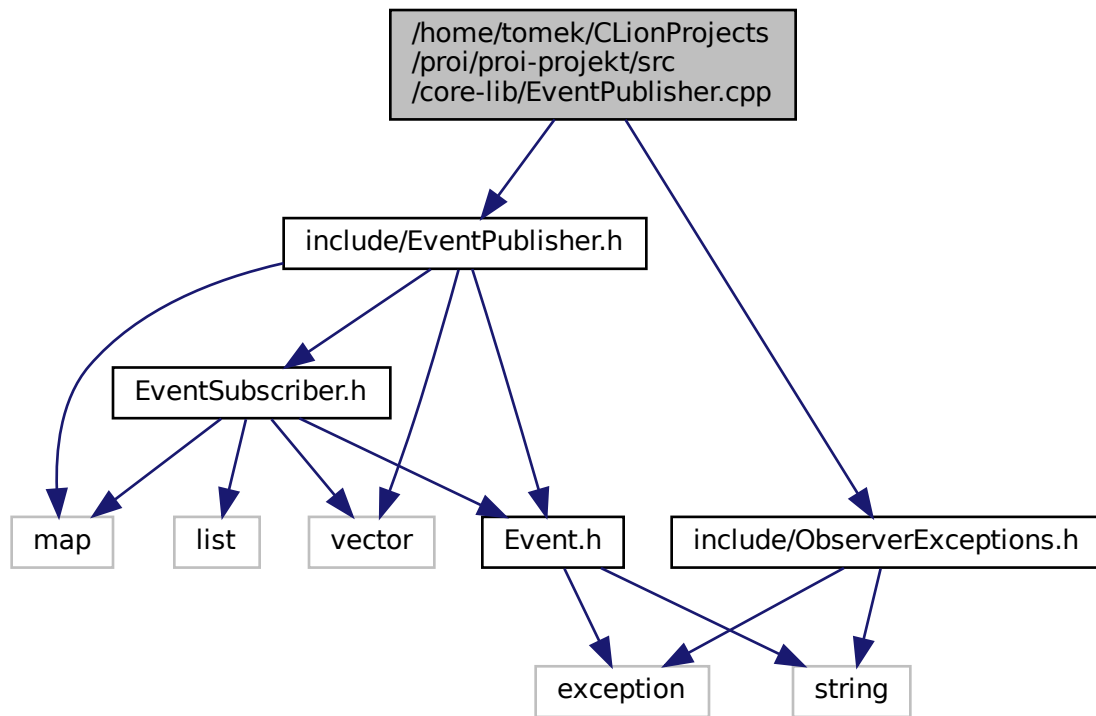 /home/tomek/CLionProjects
/proi/proi-projekt/src
/core-lib/EventPublisher.cpp
include/EventPublisher.h
EventSubscriber.h
map
list
vector
Event.h
include/ObserverExceptions.h
exception
string